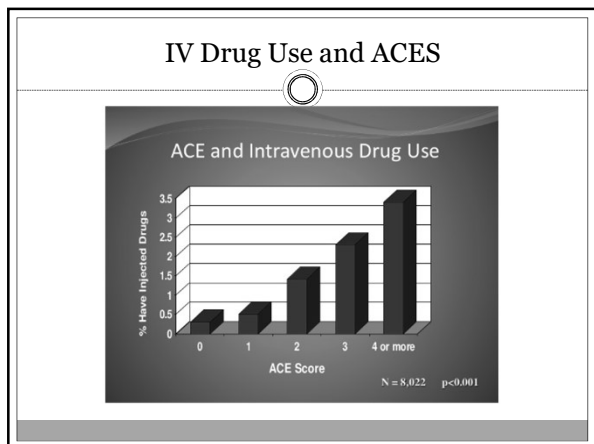 IV Drug Use and ACES
ACE and Intravenous Drug Use
% Have Injected Drugs
3.5
3
2.5
2
1.5
1
0.5
0
0 1 2 3 4 or more
ACE Score
N = 8,022 p<0.001